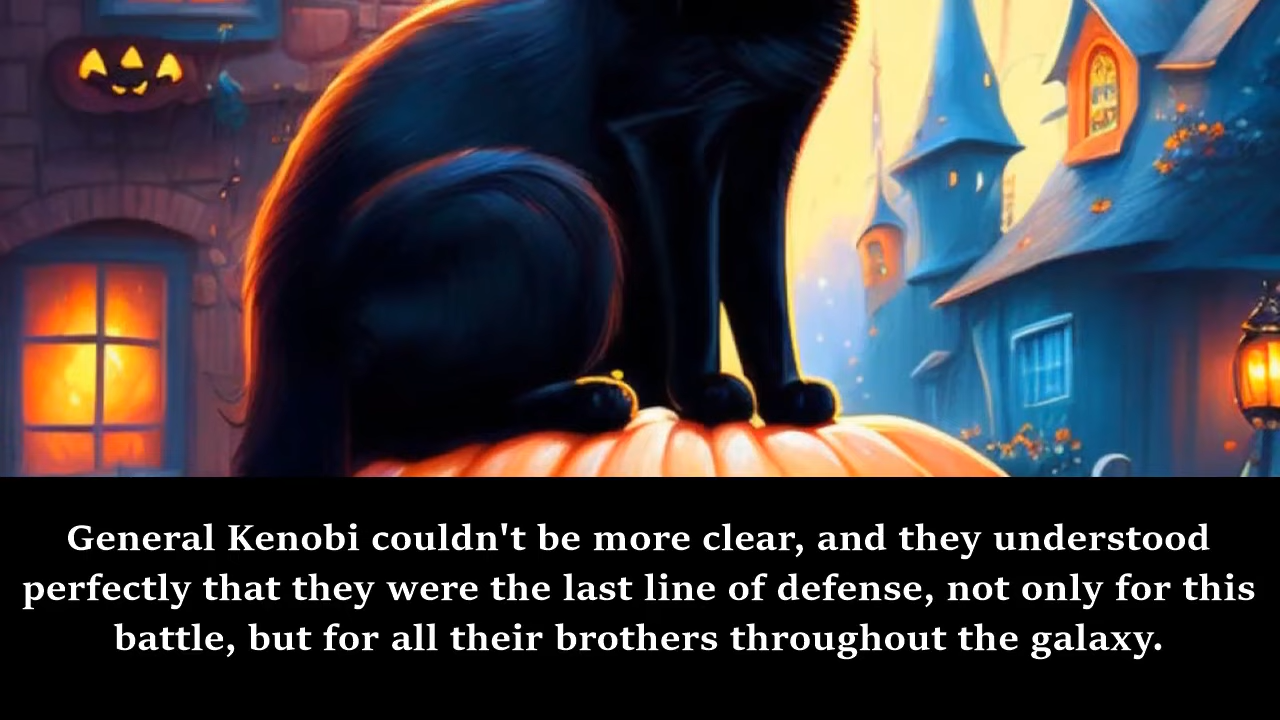 General Kenobi couldn't be more clear, and they understood
perfectly that they were the last line of defense, not only for this
battle, but for all their brothers throughout the galaxy.